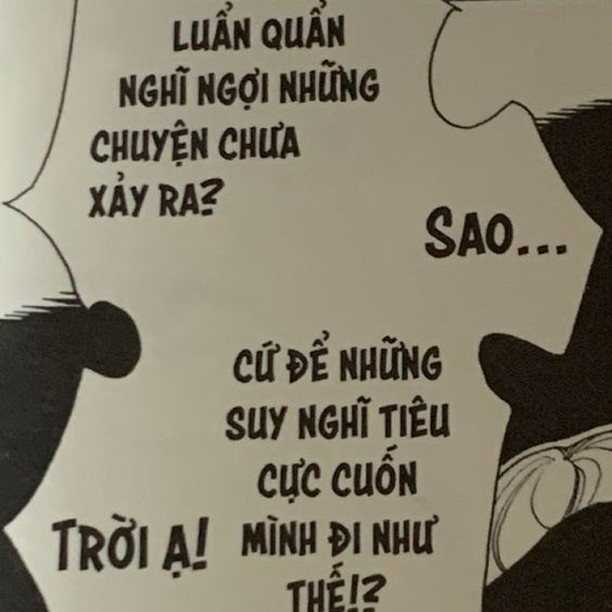 LUẨN QUẨN
NGHĨ NGỢI NHỮNG
CHUYỆN CHƯA
XẢY RA?
SAO...
CỨ ĐỂ NHỮNG
SUY NGHĨ TIÊU
CỰC CUỐN
MÌNH ĐI NHƯ
THẾ!?
TRỜI Ạ!